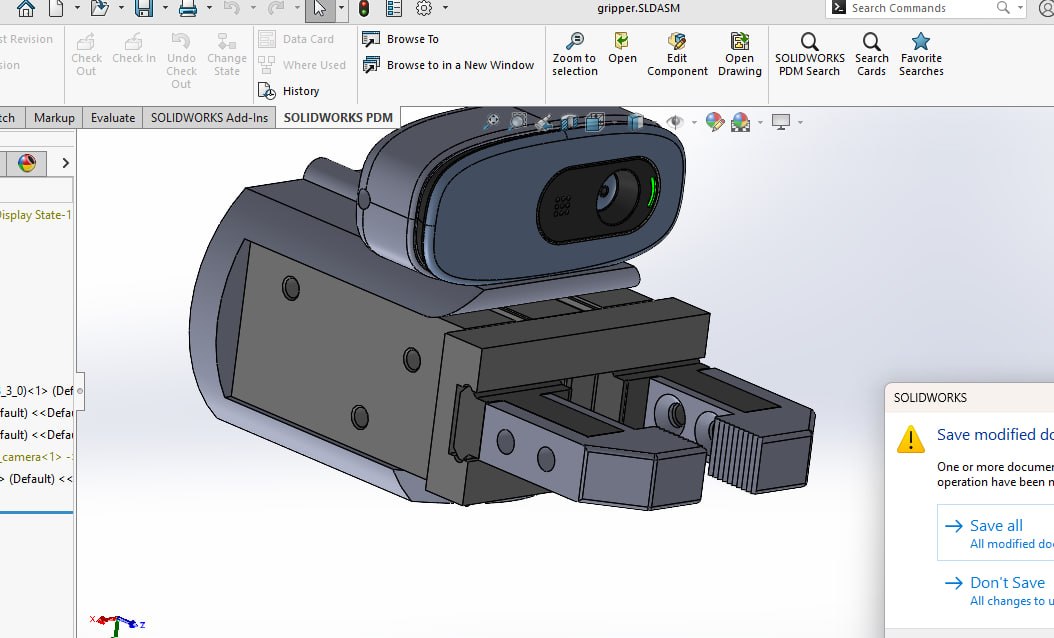 gripper.SLDASM
Search Commands
st Revision
sion
Check Out
Check In
Undo Check Out
Change State
Data Card
Where Used
History
Browse To
Browse to in a New Window
Zoom to selection
Open
Edit Component
Open Drawing
SOLIDWORKS PDM Search
Search Cards
Favorite Searches
tch
Markup
Evaluate
SOLIDWORKS Add-Ins
SOLIDWORKS PDM
Display State-1
_3_0)<1> (Def
fault) <<Defau
fault) <<Defau
_camera<1> ->
> (Default) <<
SOLIDWORKS
Save modified do
One or more documen
operation have been m
Save all
All modified do
Don't Save
All changes to u
x
z